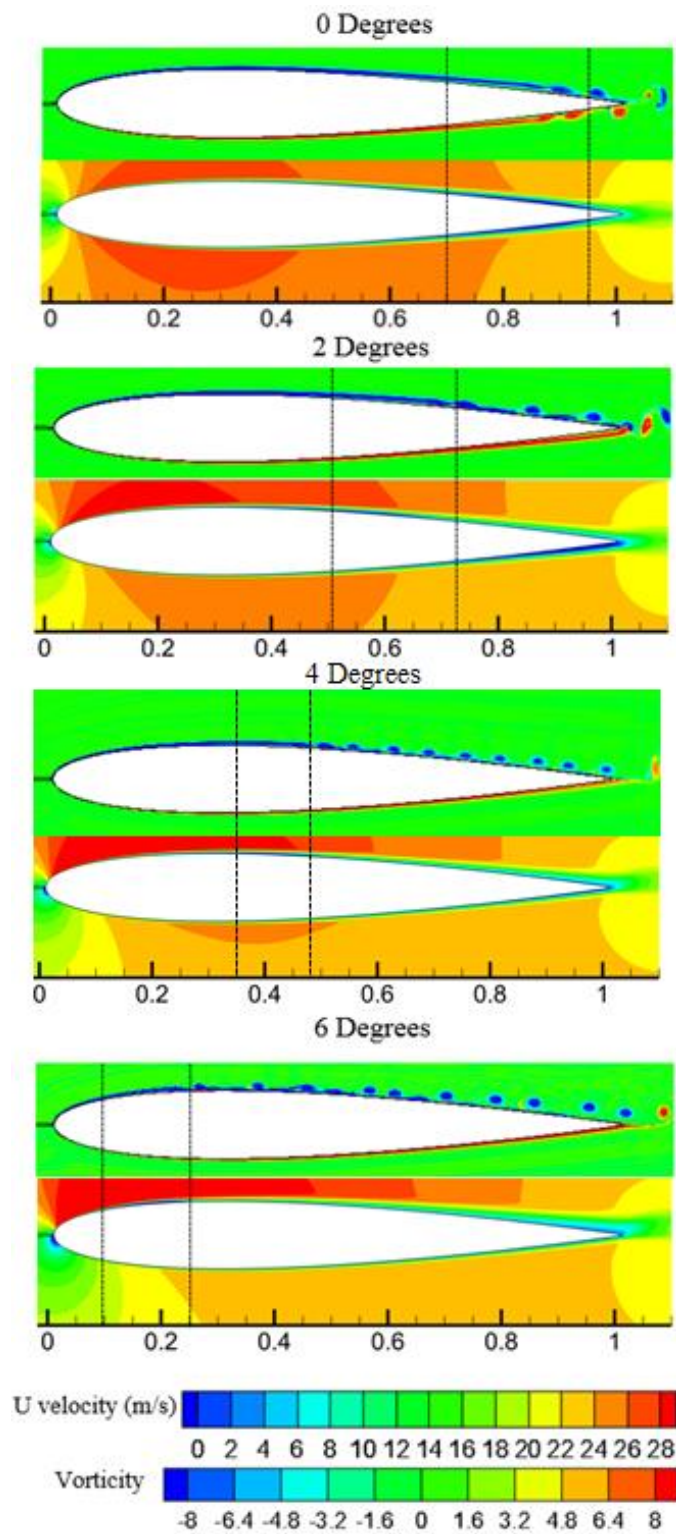 0 Degrees
0 0.2 0.4 0.6 0.8 1
2 Degrees
0 0.2 0.4 0.6 0.8 1
4 Degrees
0 0.2 0.4 0.6 0.8 1
6 Degrees
0 0.2 0.4 0.6 0.8 1
U velocity (m/s)
0 2 4 6 8 10 12 14 16 18 20 22 24 26 28
Vorticity
-8 -6.4 -4.8 -3.2 -1.6 0 1.6 3.2 4.8 6.4 8